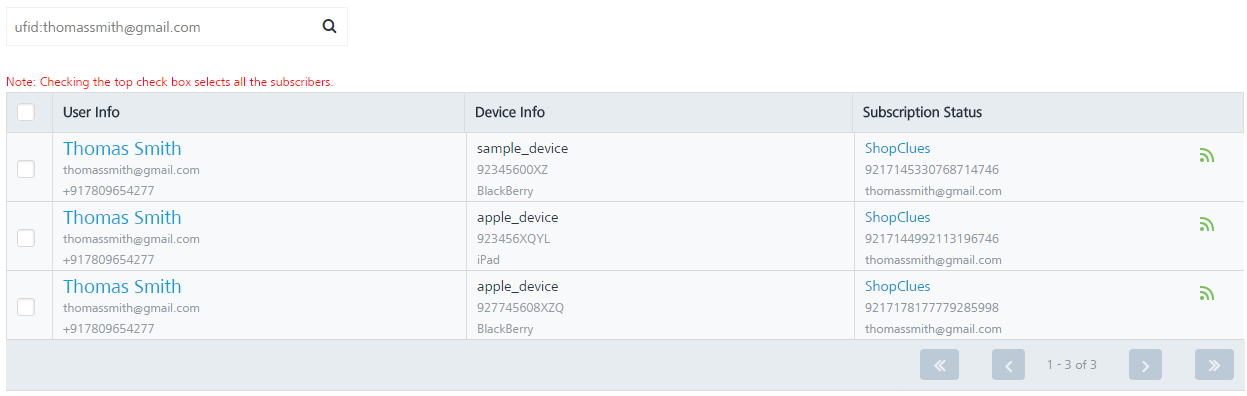 ufid:thomassmith@gmail.com
Note: Checking the top check box selects all the subscribers.
User Info Device Info Subscription Status
Thomas Smith sample_device ShopClues
thomassmith@gmail.com 92345600XZ 9217145330768714746
+917809654277 BlackBerry thomassmith@gmail.com
Thomas Smith apple_device ShopClues
thomassmith@gmail.com 923456XQYL 9217144992113196746
+917809654277 iPad thomassmith@gmail.com
Thomas Smith apple_device ShopClues
thomassmith@gmail.com 927745608XZQ 9217178177779285998
+917809654277 BlackBerry thomassmith@gmail.com
1 - 3 of 3